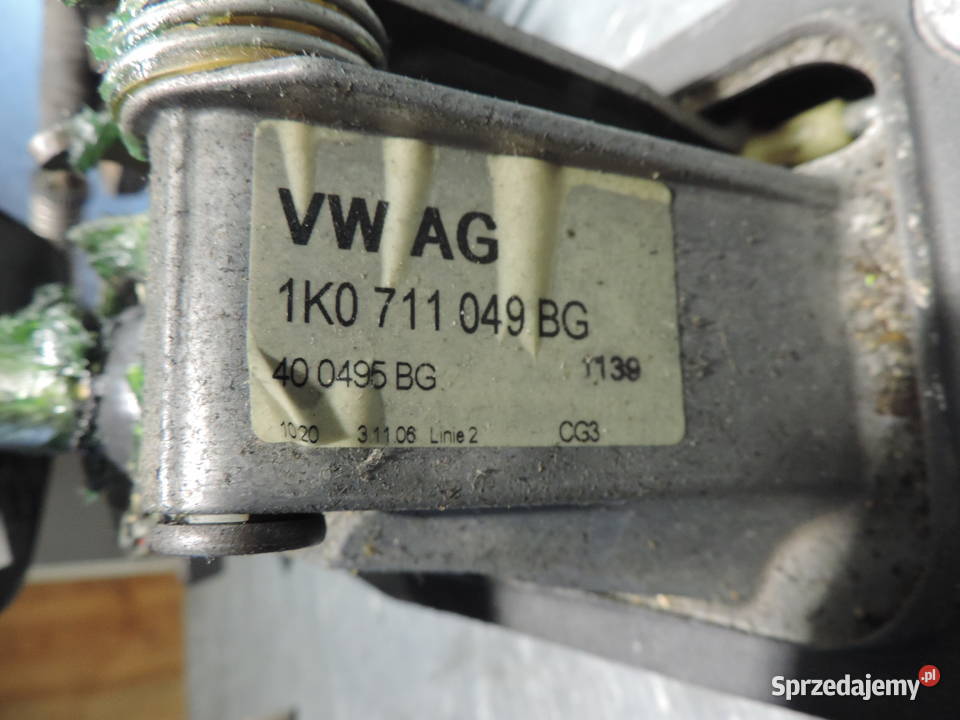 VW AG
1K0 711 049 BG
40 0495 BG 1139
1020 3.11.06 Linie 2 CG3
Sprzedajemy.pl